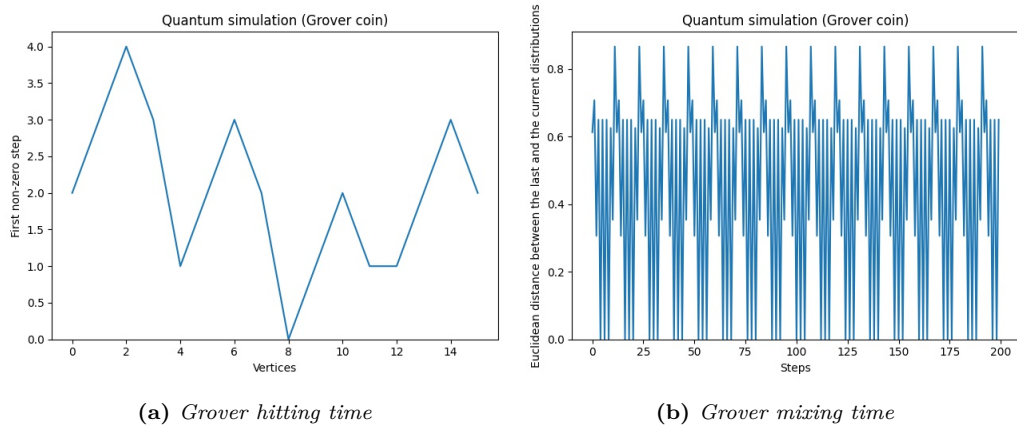 Quantum simulation (Grover coin)
4.0
3.5
3.0
2.5
2.0
1.5
1.0
0.5
0.0
First non-zero step
0 2 4 6 8 10 12 14
Vertices
(a) Grover hitting time
Quantum simulation (Grover coin)
0.8
0.6
0.4
0.2
0.0
Euclidean distance between the last and the current distributions
0 25 50 75 100 125 150 175 200
Steps
(b) Grover mixing time